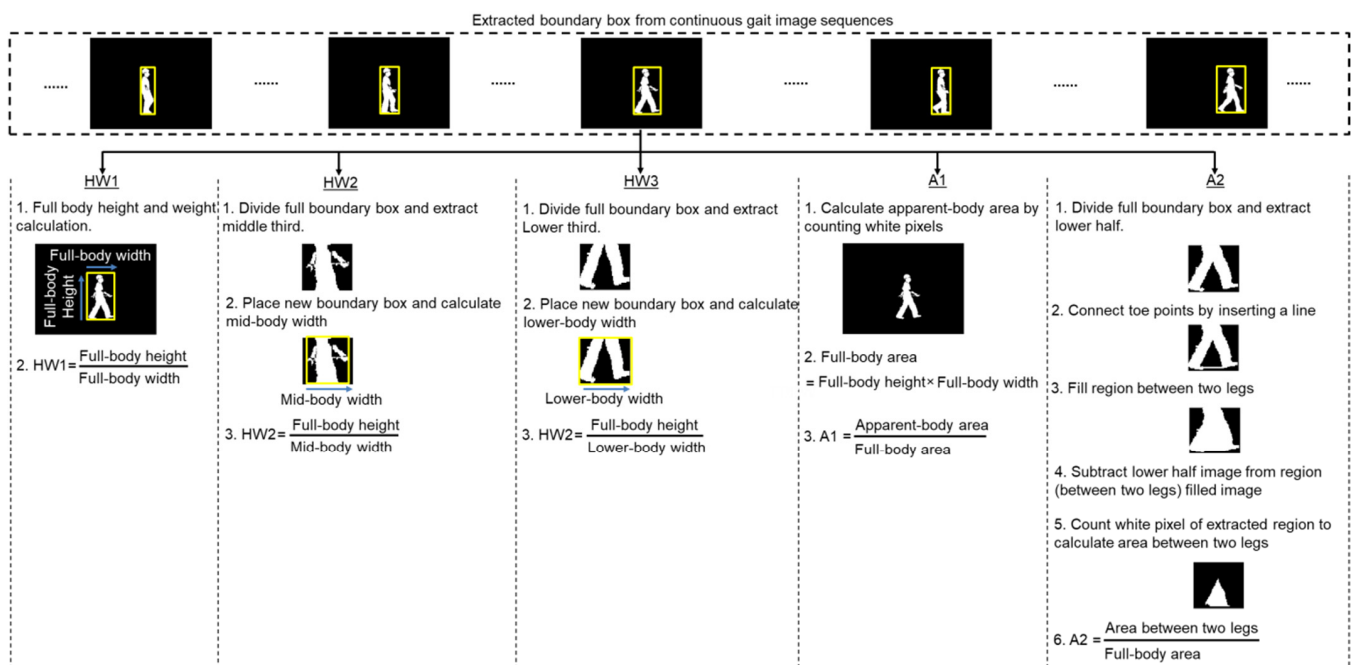 Extracted boundary box from continuous gait image sequences
......
......
......
......
......
......
HW1
1. Full body height and weight
calculation.
Full-body width
Full-body
Height
2. HW1=
Full-body height
Full-body width
HW2
1. Divide full boundary box and extract
middle third.
2. Place new boundary box and calculate
mid-body width
Mid-body width
3. HW2=
Full-body height
Mid-body width
HW3
1. Divide full boundary box and extract
Lower third.
2. Place new boundary box and calculate
lower-body width
Lower-body width
3. HW2=
Full-body height
Lower-body width
A1
1. Calculate apparent-body area by
counting white pixels
2. Full-body area
= Full-body height× Full-body width
3. A1 =
Apparent-body area
Full-body area
A2
1. Divide full boundary box and extract
lower half.
2. Connect toe points by inserting a line
3. Fill region between two legs
4. Subtract lower half image from region
(between two legs) filled image
5. Count white pixel of extracted region to
calculate area between two legs
6. A2 =
Area between two legs
Full-body area